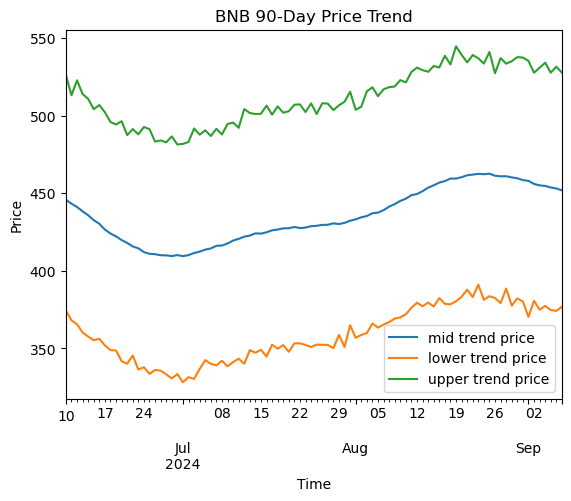 BNB 90-Day Price Trend
550
500
450
400
350
Price
mid trend price
lower trend price
upper trend price
10 17 24 08 15 22 29 05 12 19 26 02
Jul Aug Sep
2024
Time